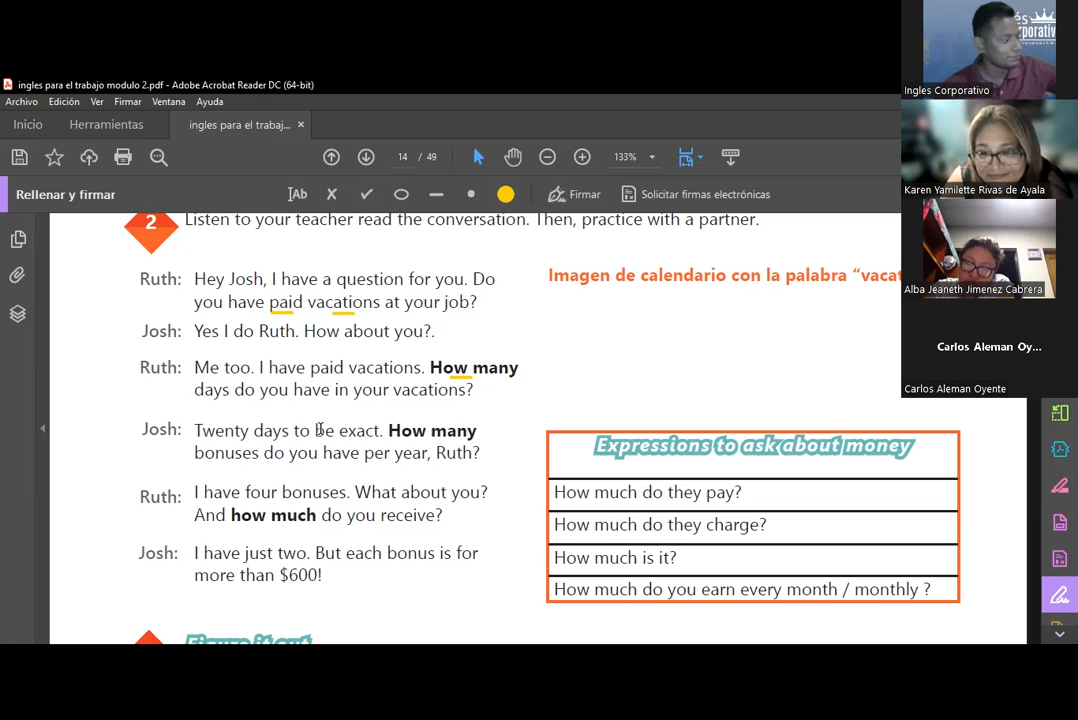 ingles para el trabajo modulo 2.pdf - Adobe Acrobat Reader DC (64-bit)
Archivo Edición Ver Firmar Ventana Ayuda
Inicio Herramientas ingles para el trabaj... ×
14 / 49 133%
Rellenar y firmar Ab Firmar Solicitar firmas electrónicas
2 Listen to your teacher read the conversation. Then, practice with a partner.
Ruth: Hey Josh, I have a question for you. Do
you have paid vacations at your job?
Josh: Yes I do Ruth. How about you?.
Ruth: Me too. I have paid vacations. How many
days do you have in your vacations?
Josh: Twenty days to be exact. How many
bonuses do you have per year, Ruth?
Ruth: I have four bonuses. What about you?
And how much do you receive?
Josh: I have just two. But each bonus is for
more than $600!
Imagen de calendario con la palabra “vacat
Expressions to ask about money
How much do they pay?
How much do they charge?
How much is it?
How much do you earn every month / monthly ?
Figure it out
és
orporativo
Ingles Corporativo
Karen Yamilette Rivas de Ayala
Alba Jeaneth Jimenez Cabrera
Carlos Aleman Oy...
Carlos Aleman Oyente